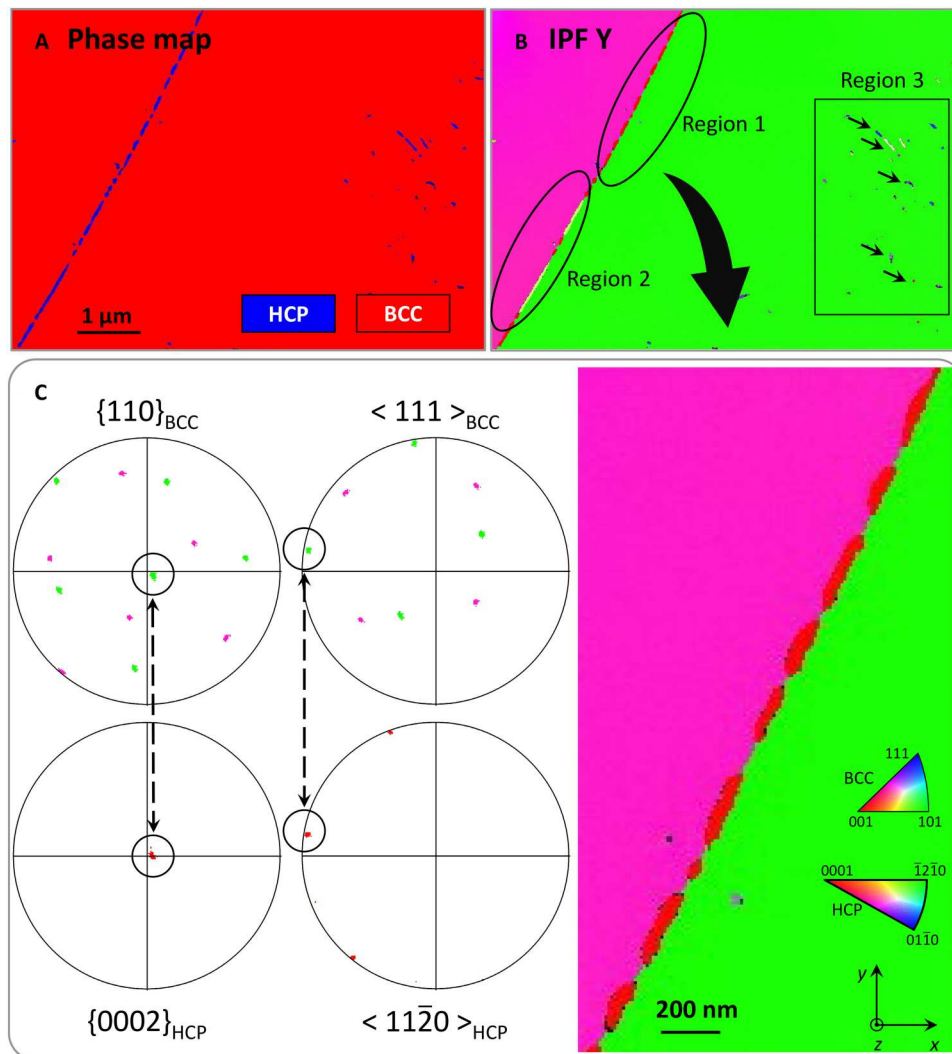 A Phase map
1 μm
HCP
BCC
B IPF Y
Region 1
Region 2
Region 3
C
{110}BCC
< 111 >BCC
{0002}HCP
< 112̄0 >HCP
111
BCC
001
101
0001
1̄21̄0
HCP
011̄0
200 nm
y
z
x